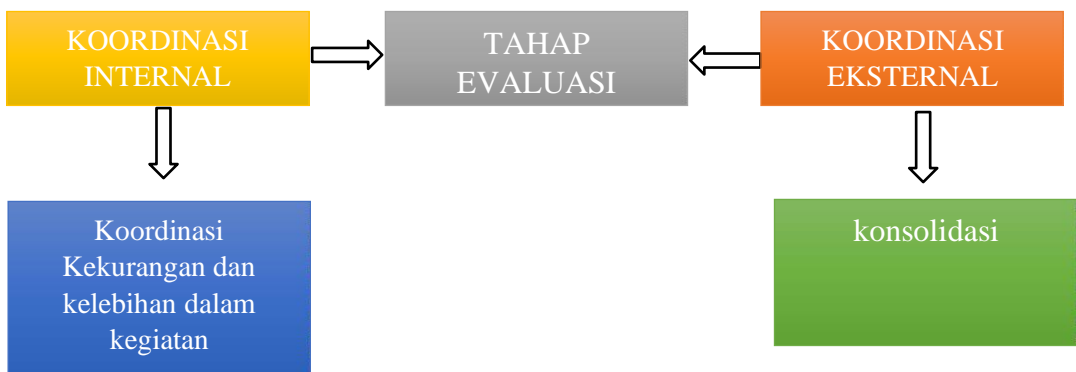 KOORDINASI
INTERNAL
TAHAP
EVALUASI
KOORDINASI
EKSTERNAL
Koordinasi
Kekurangan dan
kelebihan dalam
kegiatan
konsolidasi